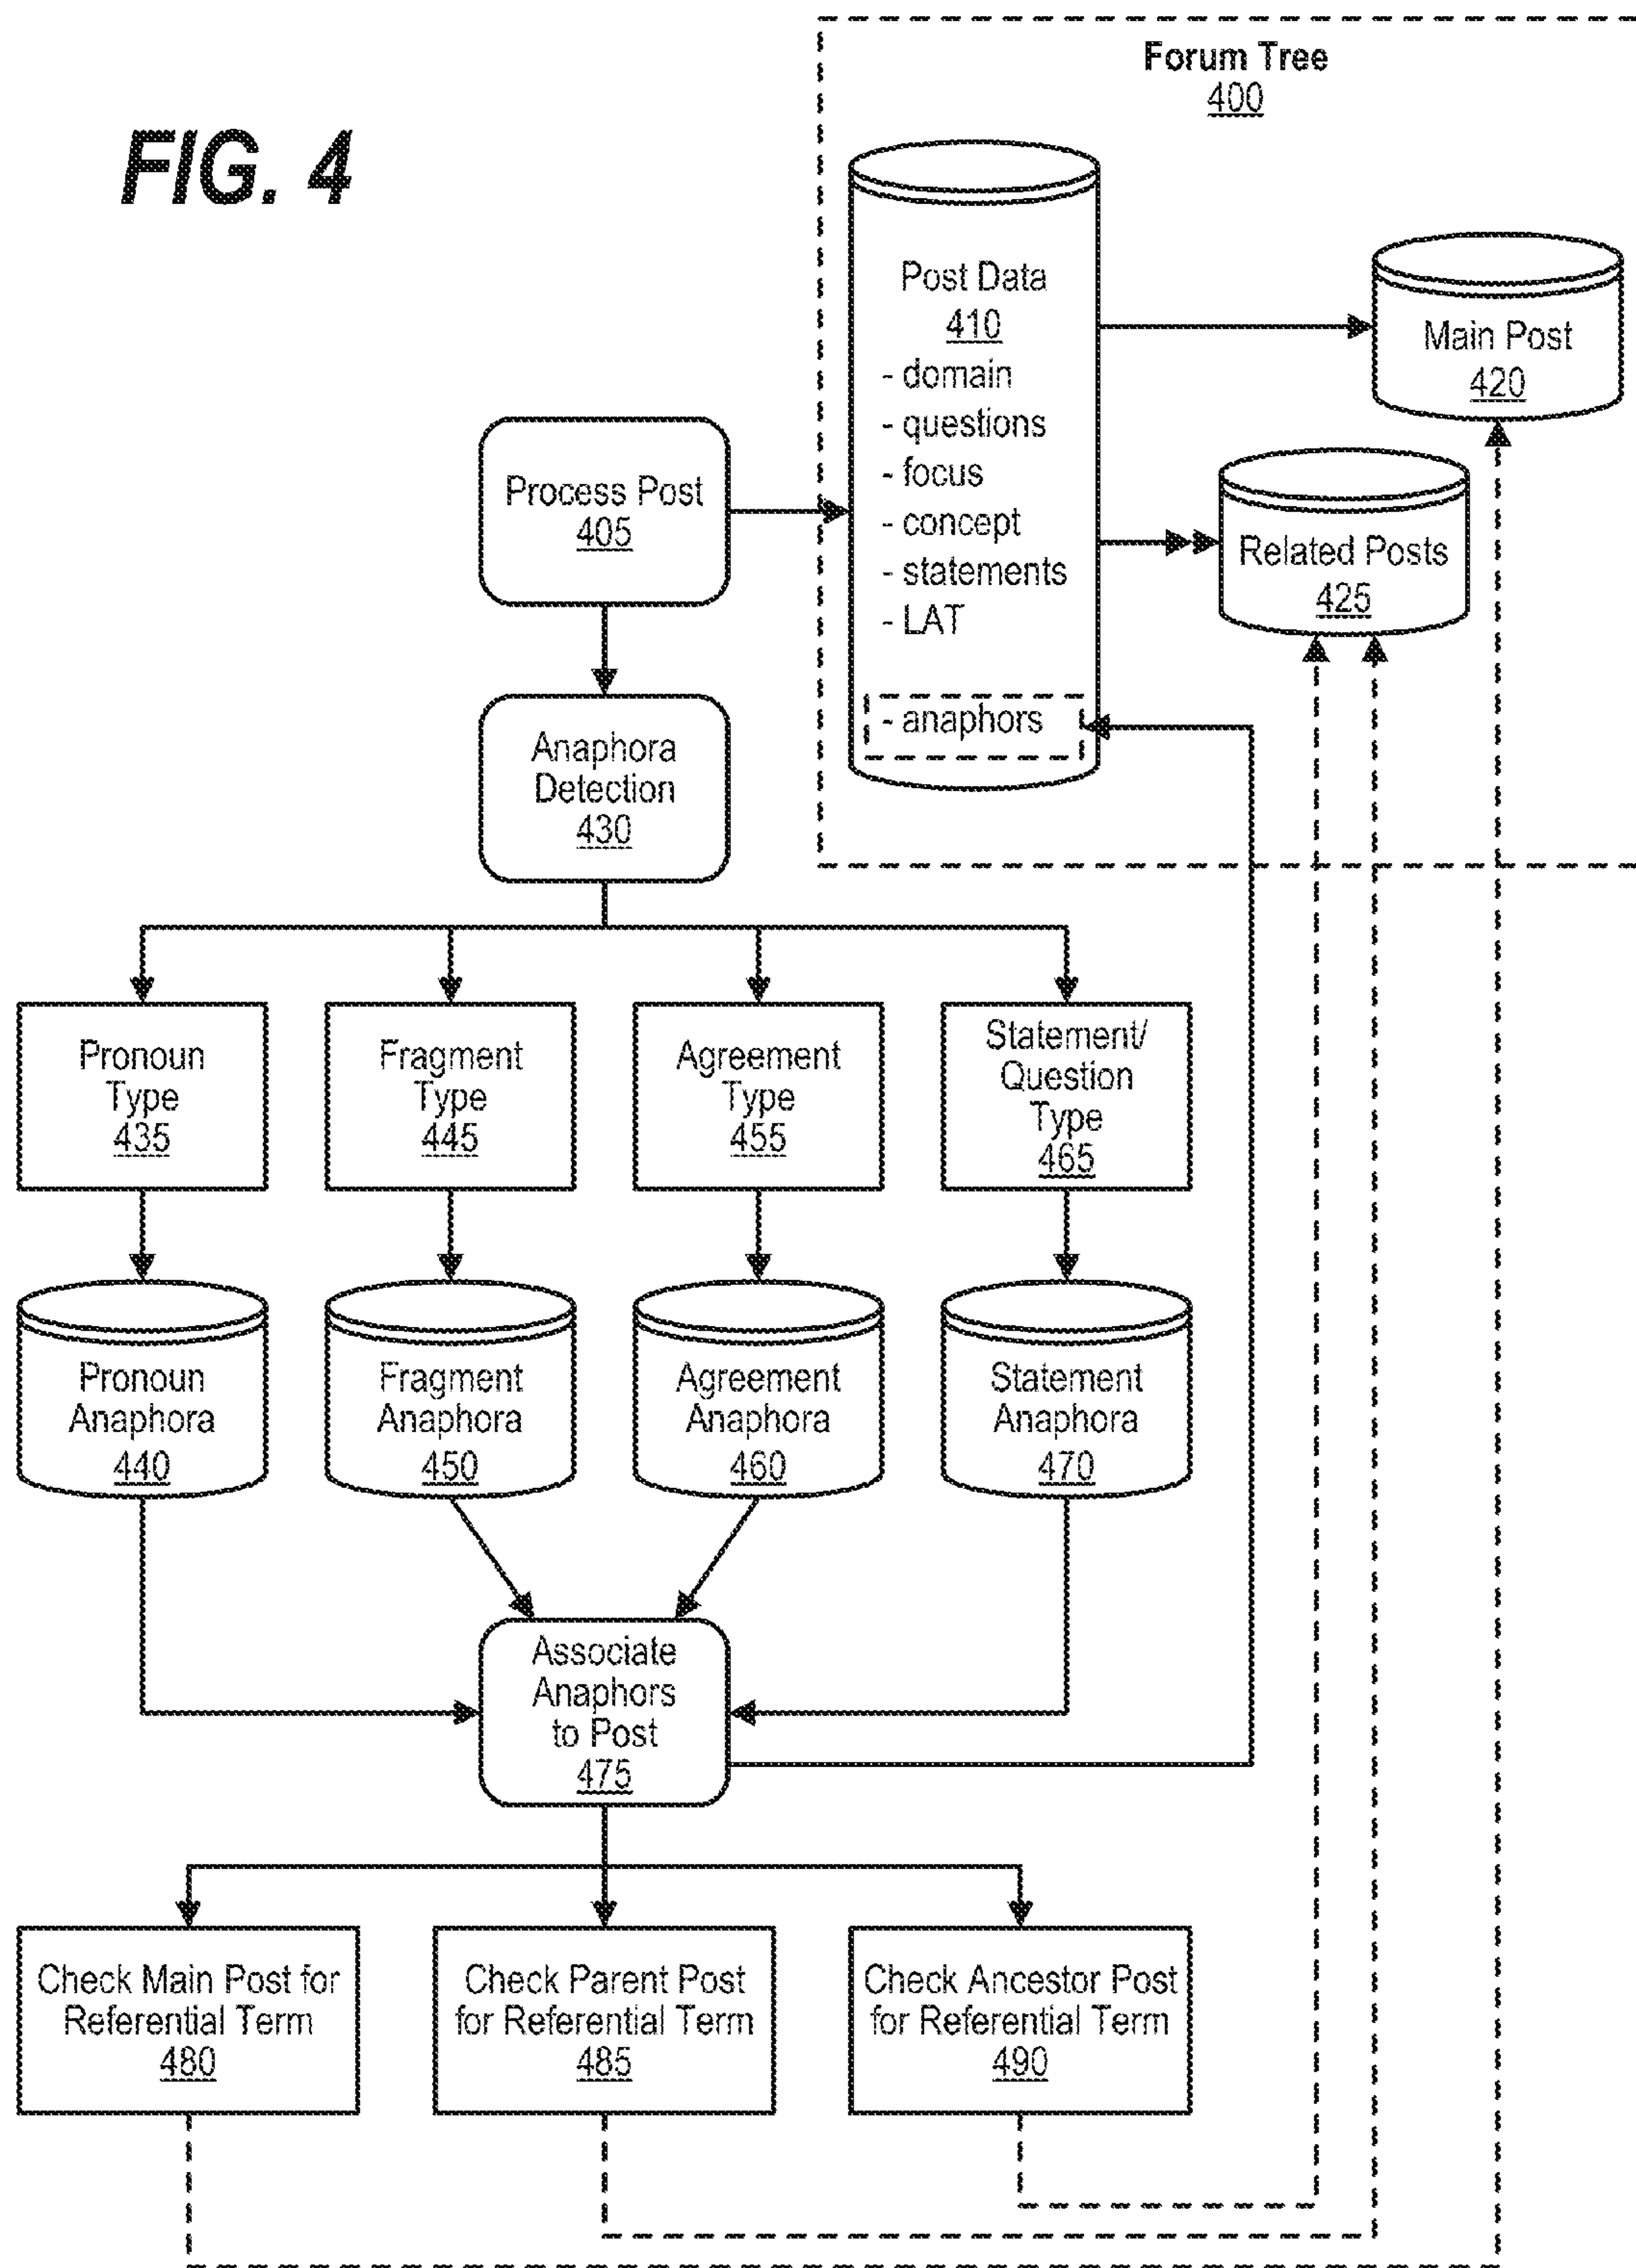 FIG. 4
Forum Tree
400
Post Data
410
- domain
- questions
- focus
- concept
- statements
- LAT
- anaphors
Main Post
420
Related Posts
425
Process Post
405
Anaphora
Detection
430
Pronoun
Type
435
Fragment
Type
445
Agreement
Type
455
Statement/
Question
Type
465
Pronoun
Anaphora
440
Fragment
Anaphora
450
Agreement
Anaphora
460
Statement
Anaphora
470
Associate
Anaphors
to Post
475
Check Main Post for
Referential Term
480
Check Parent Post
for Referential Term
485
Check Ancestor Post
for Referential Term
490